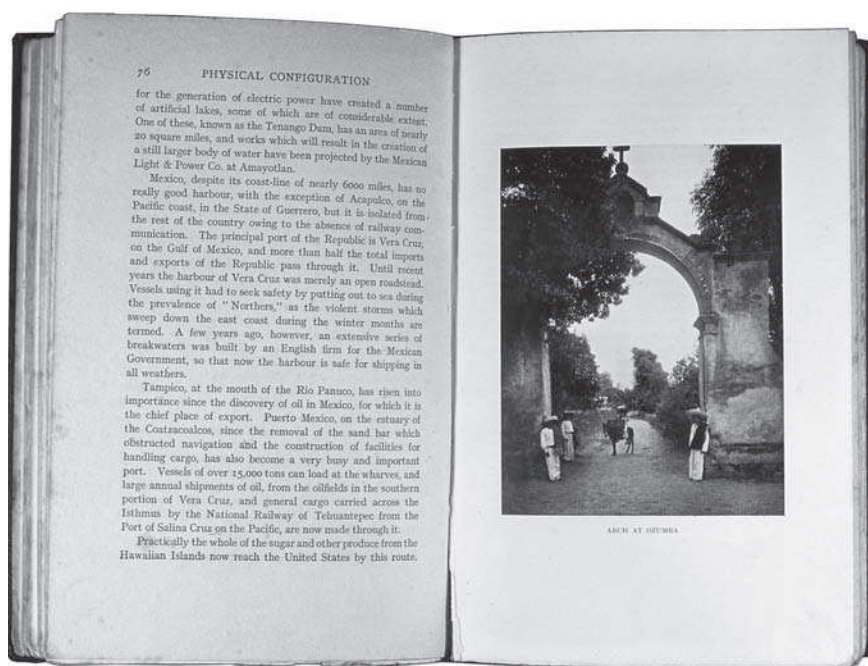 76 PHYSICAL CONFIGURATION
for the generation of electric power have created a number
of artificial lakes, some of which are of considerable extent.
One of these, known as the Tenango Dam, has an area of nearly
20 square miles, and works which will result in the creation of
a still larger body of water have been projected by the Mexican
Light & Power Co. at Amayotlan.
Mexico, despite its coast-line of nearly 6000 miles, has no
really good harbour, with the exception of Acapulco, on the
Pacific coast, in the State of Guerrero, but it is isolated from
the rest of the country owing to the absence of railway com-
munication. The principal port of the Republic is Vera Cruz,
on the Gulf of Mexico, and more than half the total imports
and exports of the Republic pass through it. Until recent
years the harbour of Vera Cruz was merely an open roadstead.
Vessels using it had to seek safety by putting out to sea during
the prevalence of "Northers," as the violent storms which
sweep down the east coast during the winter months are
termed. A few years ago, however, an extensive series of
breakwaters was built by an English firm for the Mexican
Government, so that now the harbour is safe for shipping in
all weathers.
Tampico, at the mouth of the Rio Panuco, has risen into
importance since the discovery of oil in Mexico, for which it is
the chief place of export. Puerto Mexico, on the estuary of
the Coatzacoalcos, since the removal of the sand bar which
obstructed navigation and the construction of facilities for
handling cargo, has also become a very busy and important
port. Vessels of over 15,000 tons can load at the wharves, and
large annual shipments of oil, from the oilfields in the southern
portion of Vera Cruz, and general cargo carried across the
Isthmus by the National Railway of Tehuantepec from the
Port of Salina Cruz on the Pacific, are now made through it.
Practically the whole of the sugar and other produce from the
Hawaiian Islands now reach the United States by this route.
ARCH AT OZUMBA